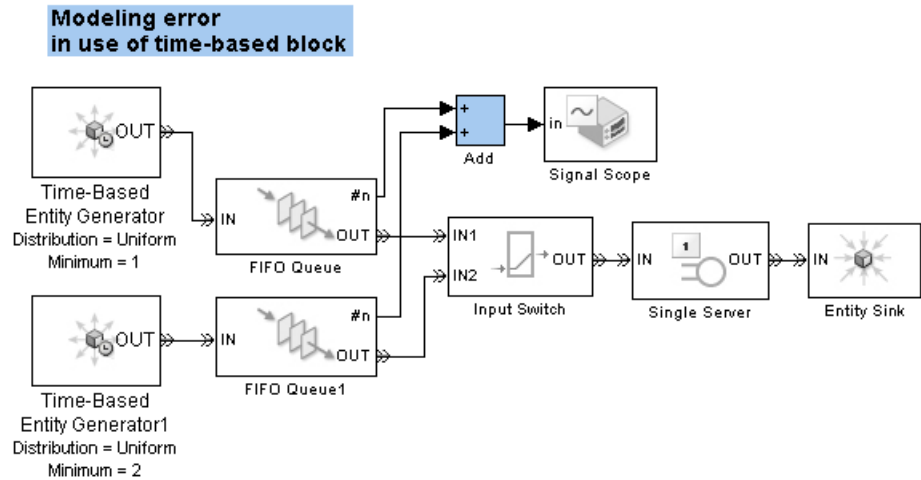 Modeling error
in use of time-based block
OUT
Time-Based
Entity Generator
Distribution = Uniform
Minimum = 1
IN
#n
OUT
FIFO Queue
+
+
Add
in
Signal Scope
IN1
IN2
OUT
Input Switch
IN
1
OUT
Single Server
IN
Entity Sink
OUT
Time-Based
Entity Generator1
Distribution = Uniform
Minimum = 2
IN
#n
OUT
FIFO Queue1